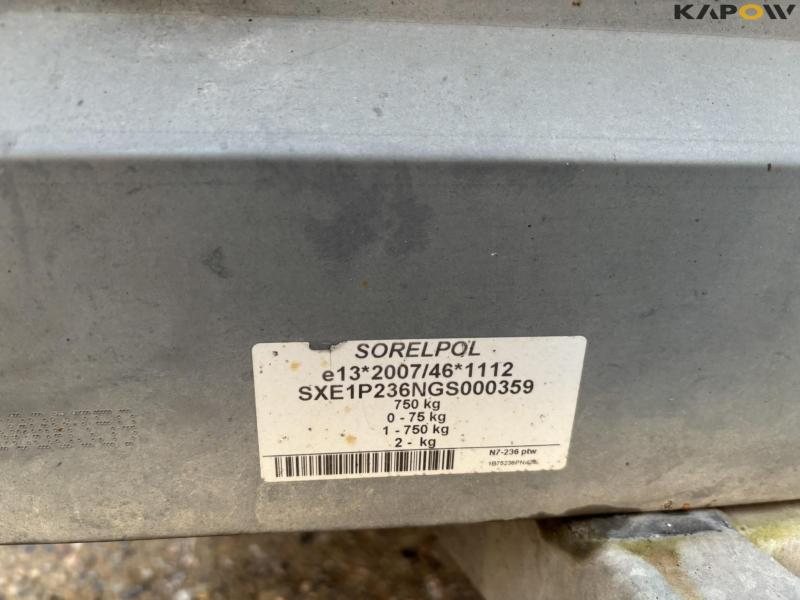 KAPOW
SORELPOL
e13*2007/46*1112
SXE1P236NGS000359
750 kg
0 - 75 kg
1 - 750 kg
2 - kg
N7-236 ptw